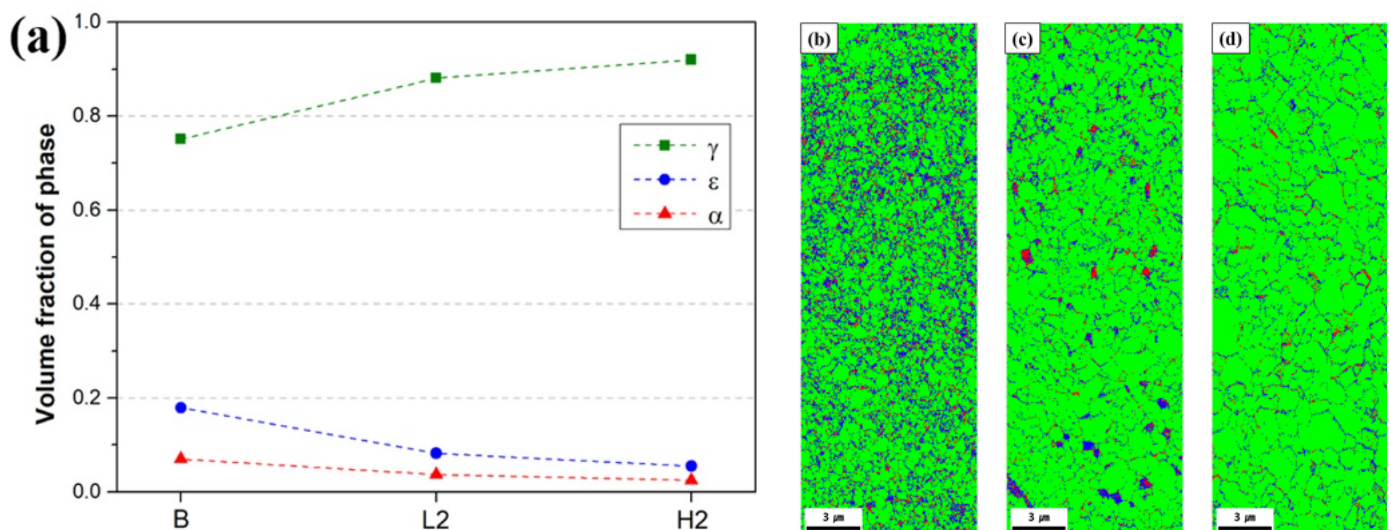 (a)
Volume fraction of phase
1.0
0.8
0.6
0.4
0.2
0.0
γ
ε
α
B L2 H2
(b)
3 μm
(c)
3 μm
(d)
3 μm